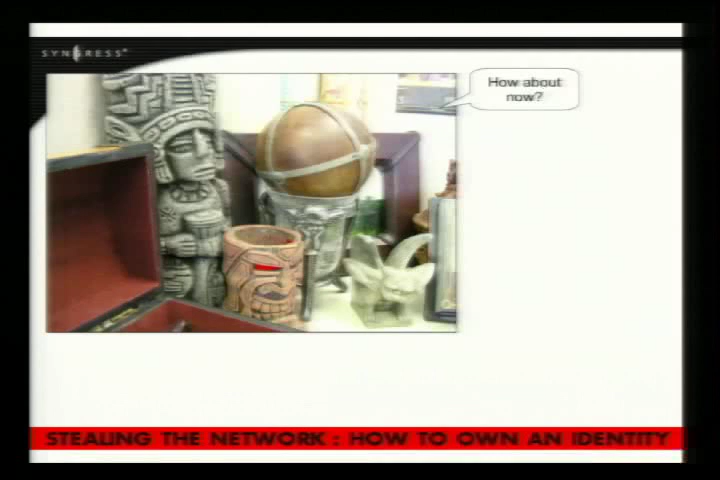 SYNGRESS
How about
now?
STEALING THE NETWORK : HOW TO OWN AN IDENTITY